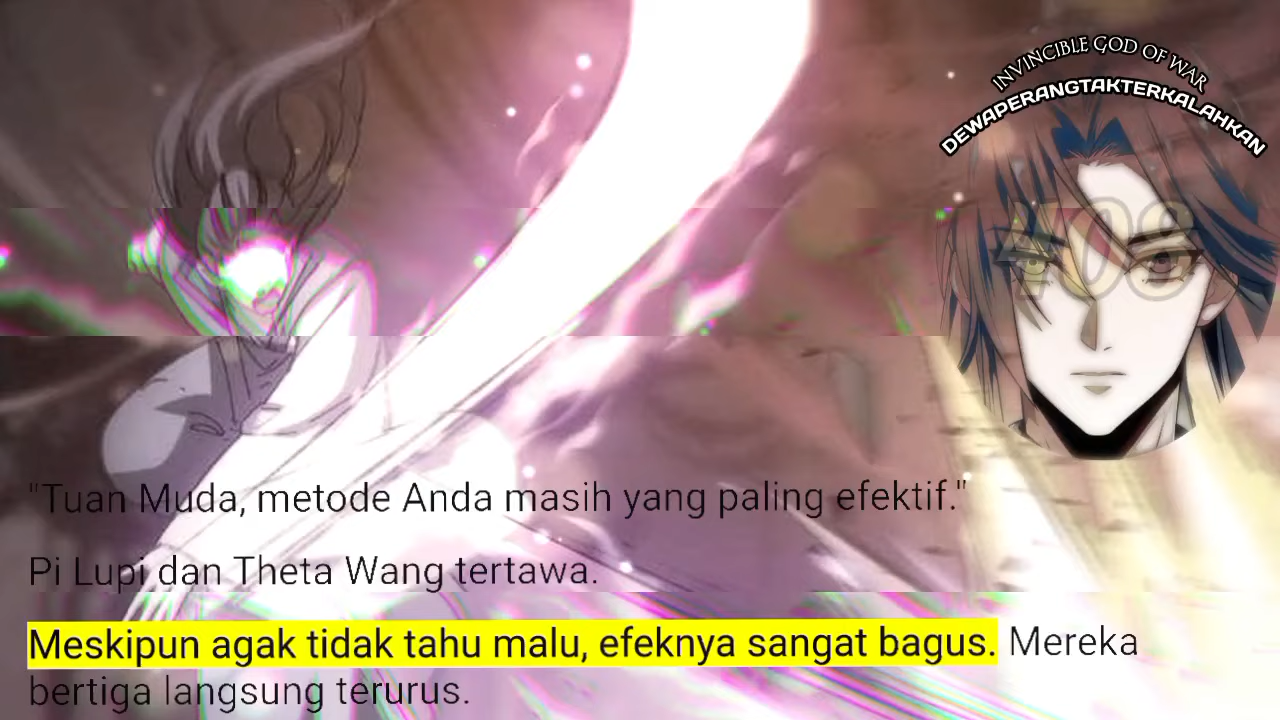 INVINCIBLE GOD OF WAR
DEWAPERANGTAKTERKALAHKAN
"Tuan Muda, metode Anda masih yang paling efektif."
Pi Lupi dan Theta Wang tertawa.
Meskipun agak tidak tahu malu, efeknya sangat bagus. Mereka
bertiga langsung terurus.